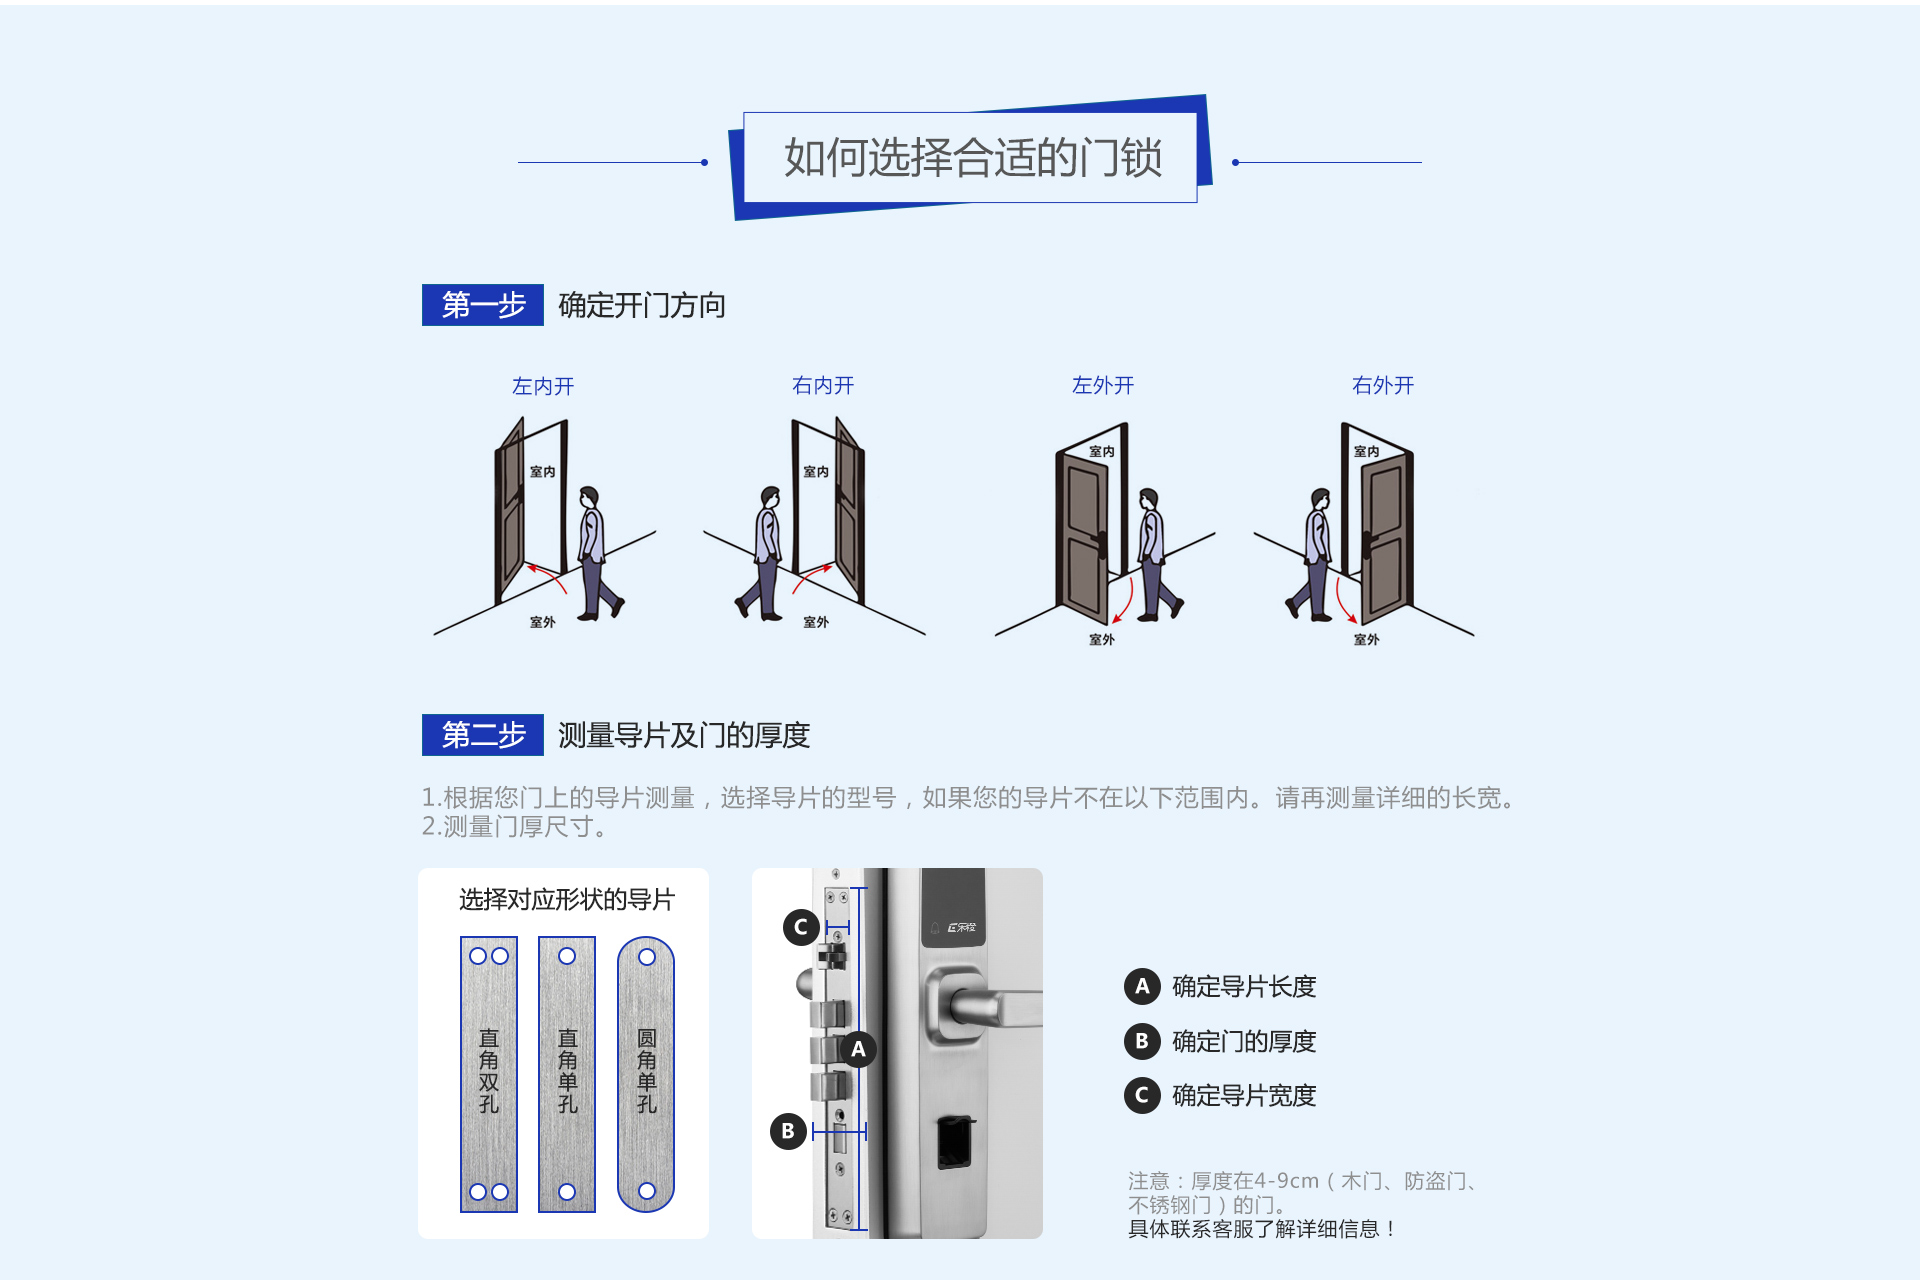 如何选择合适的门锁
第一步 确定开门方向
左内开 右内开 左外开 右外开
室内 室内 室内 室内
室外 室外 室外 室外
第二步 测量导片及门的厚度
1.根据您门上的导片测量，选择导片的型号，如果您的导片不在以下范围内。请再测量详细的长宽。
2.测量门厚尺寸。
选择对应形状的导片
直角双孔
直角单孔
圆角单孔
C
A
B
A 确定导片长度
B 确定门的厚度
C 确定导片宽度
注意：厚度在4-9cm（木门、防盗门、
不锈钢门）的门。
具体联系客服了解详细信息！